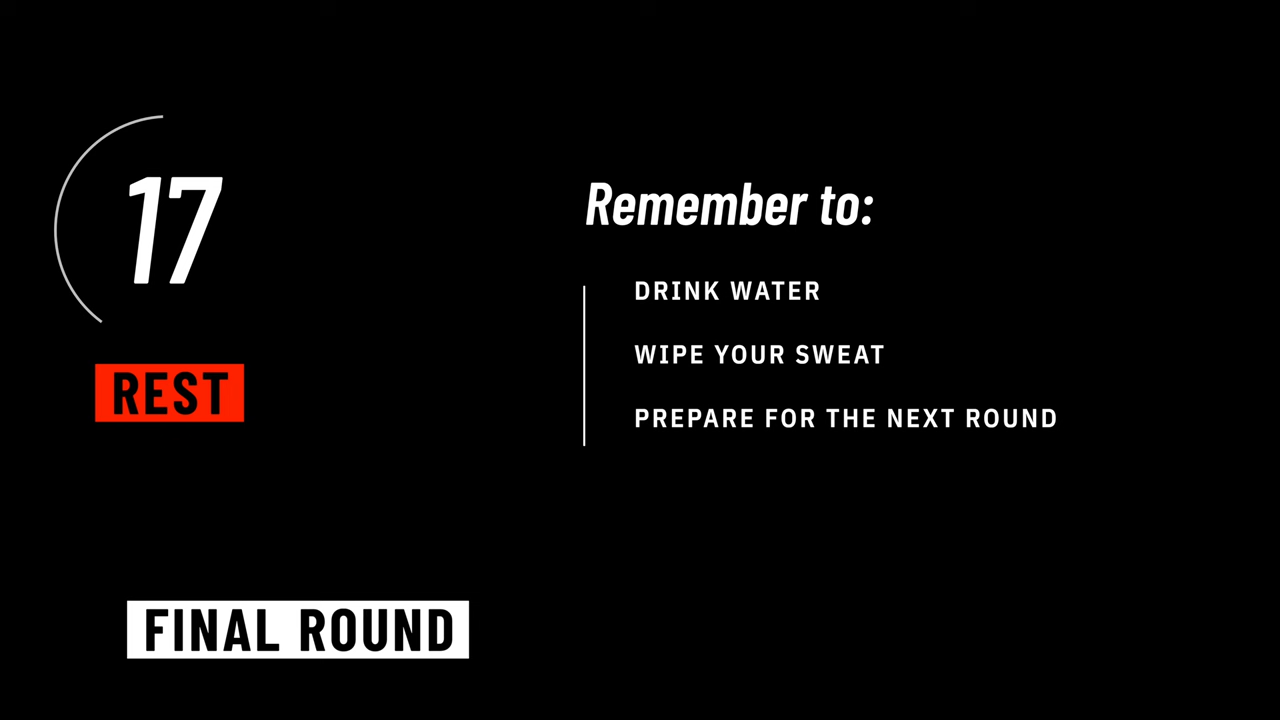 17
REST
Remember to:
DRINK WATER
WIPE YOUR SWEAT
PREPARE FOR THE NEXT ROUND
FINAL ROUND